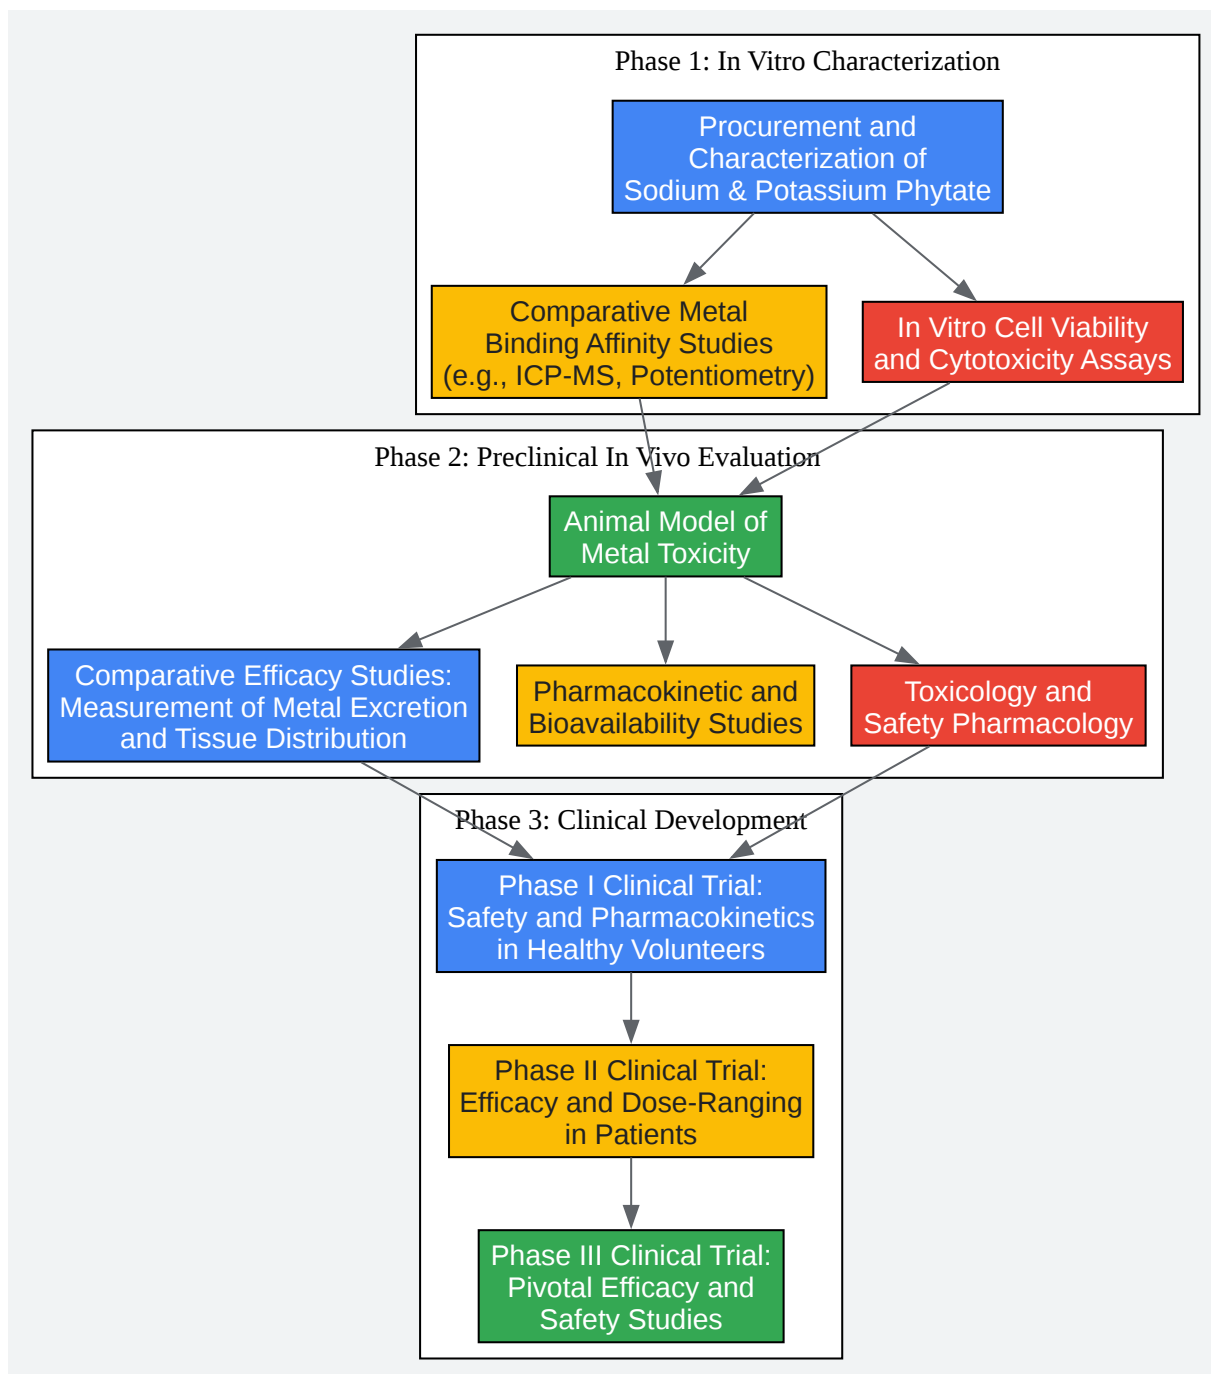 Phase 1: In Vitro Characterization
Procurement and
Characterization of
Sodium & Potassium Phytate
Comparative Metal
Binding Affinity Studies
(e.g., ICP-MS, Potentiometry)
In Vitro Cell Viability
and Cytotoxicity Assays
Phase 2: Preclinical In Vivo Evaluation
Animal Model of
Metal Toxicity
Comparative Efficacy Studies:
Measurement of Metal Excretion
and Tissue Distribution
Pharmacokinetic and
Bioavailability Studies
Toxicology and
Safety Pharmacology
Phase 3: Clinical Development
Phase I Clinical Trial:
Safety and Pharmacokinetics
in Healthy Volunteers
Phase II Clinical Trial:
Efficacy and Dose-Ranging
in Patients
Phase III Clinical Trial:
Pivotal Efficacy and
Safety Studies